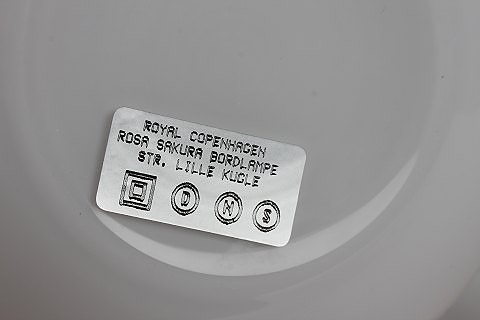 ROYAL COPENHAGEN
ROSA SAKURA BORDLAMPE
STR. LILLE KUGLE
D N S